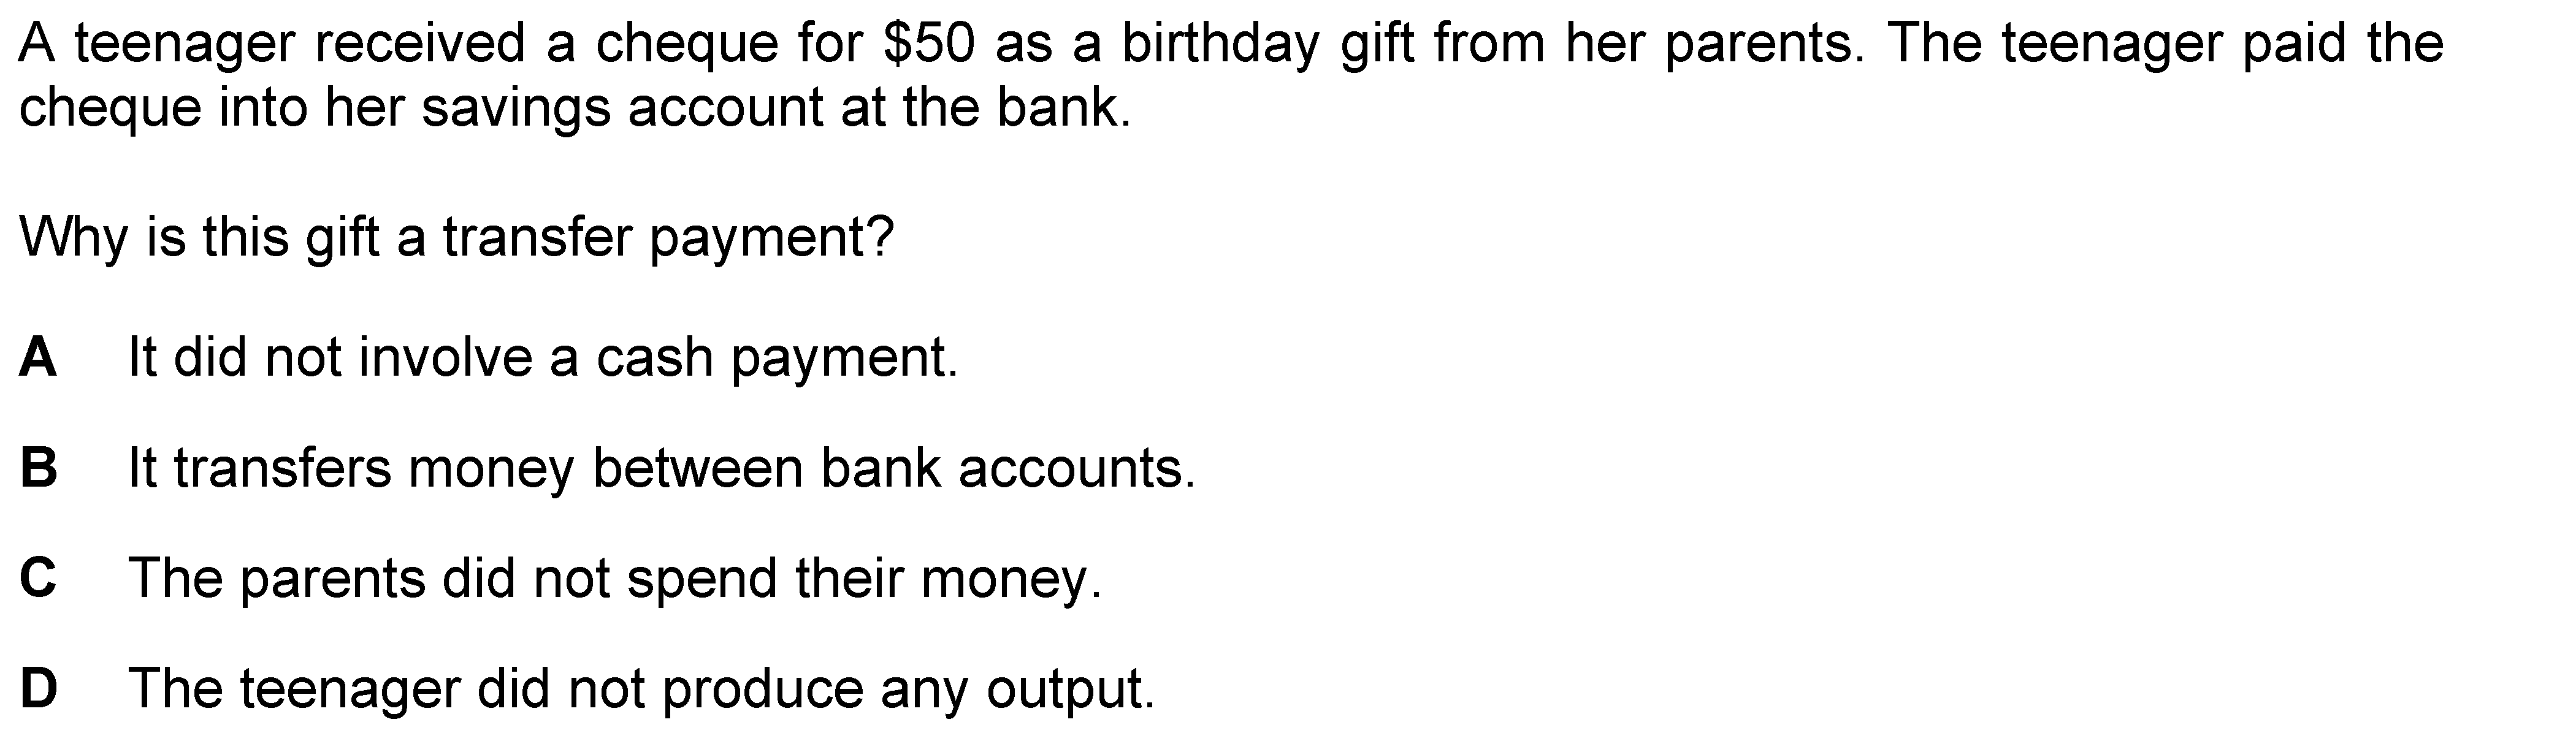 A teenager received a cheque for $50 as a birthday gift from her parents. The teenager paid the
cheque into her savings account at the bank.
Why is this gift a transfer payment?
A It did not involve a cash payment.
B It transfers money between bank accounts.
C The parents did not spend their money.
D The teenager did not produce any output.